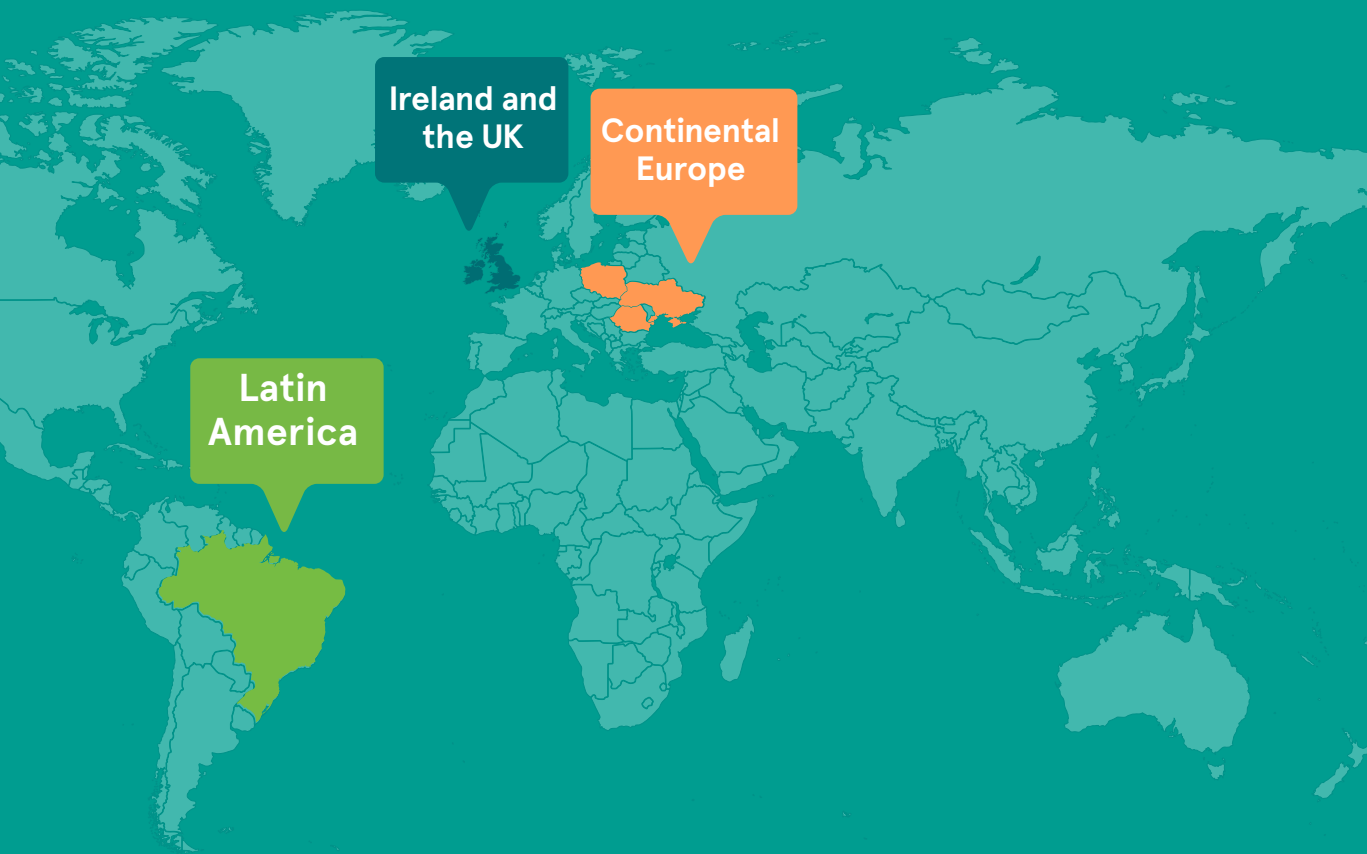 Ireland and
the UK
Continental
Europe
Latin
America